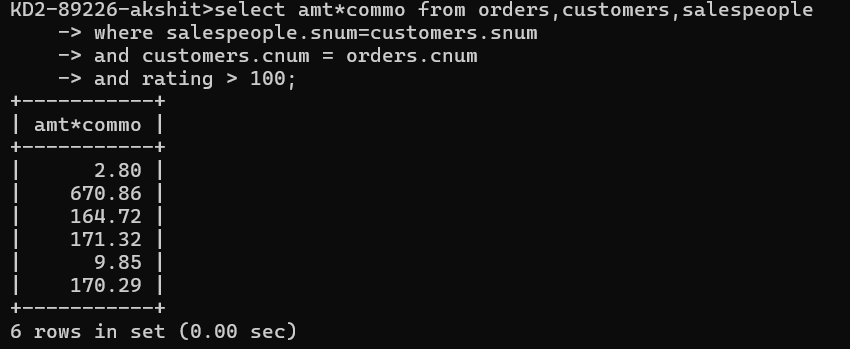 KD2-89226-akshit>select amt*commo from orders,customers,salespeople
    -> where salespeople.snum=customers.snum
    -> and customers.cnum = orders.cnum
    -> and rating > 100;
+-----------+
| amt*commo |
+-----------+
|      2.80 |
|    670.86 |
|    164.72 |
|    171.32 |
|      9.85 |
|    170.29 |
+-----------+
6 rows in set (0.00 sec)